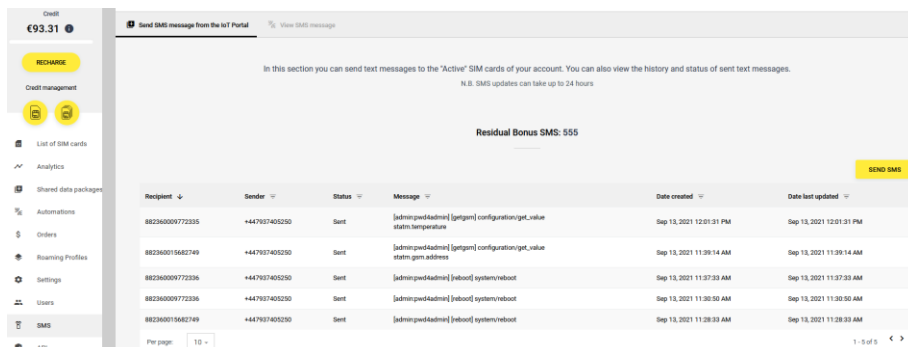 Credit
€93.31
RECHARGE
Credit management
List of SIM cards
Analytics
Shared data packages
Automations
Orders
Roaming Profiles
Settings
Users
SMS
Send SMS message from the IoT Portal
View SMS message
In this section you can send text messages to the "Active" SIM cards of your account. You can also view the history and status of sent text messages.
N.B. SMS updates can take up to 24 hours
Residual Bonus SMS: 555
SEND SMS
Recipient Sender Status Message Date created Date last updated
882360009772335 +447937405250 Sent [admin:pwd4admin] [getgsm] configuration/get_value statm.temperature Sep 13, 2021 12:01:31 PM Sep 13, 2021 12:01:31 PM
882360015682749 +447937405250 Sent [admin:pwd4admin] [getgsm] configuration/get_value statm.gsm.address Sep 13, 2021 11:39:14 AM Sep 13, 2021 11:39:14 AM
882360009772336 +447937405250 Sent [admin:pwd4admin] [reboot] system/reboot Sep 13, 2021 11:37:33 AM Sep 13, 2021 11:37:33 AM
882360009772336 +447937405250 Sent [admin:pwd4admin] [reboot] system/reboot Sep 13, 2021 11:30:50 AM Sep 13, 2021 11:30:50 AM
882360015682749 +447937405250 Sent [admin:pwd4admin] [reboot] system/reboot Sep 13, 2021 11:28:33 AM Sep 13, 2021 11:28:33 AM
Per page: 10
1 - 5 of 5